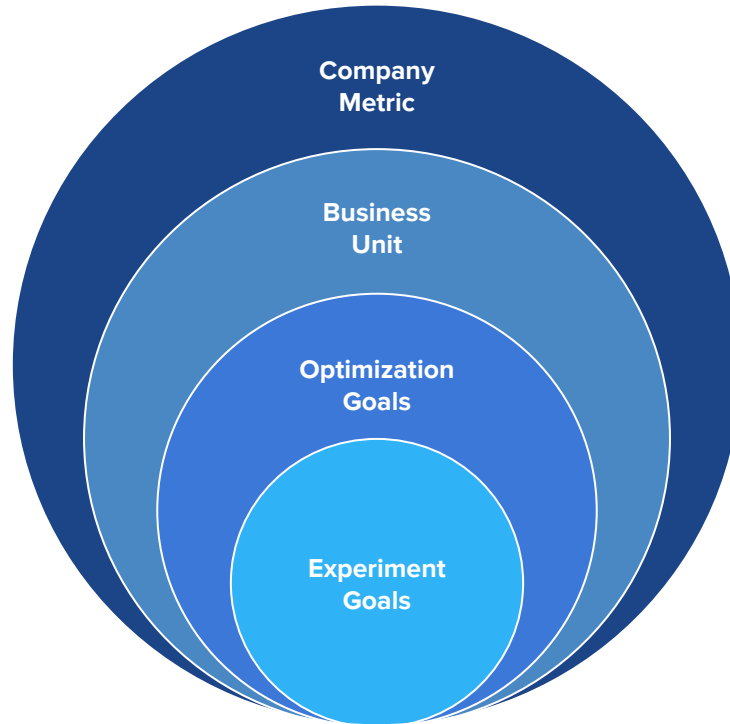 Company
Metric
Business
Unit
Optimization
Goals
Experiment
Goals